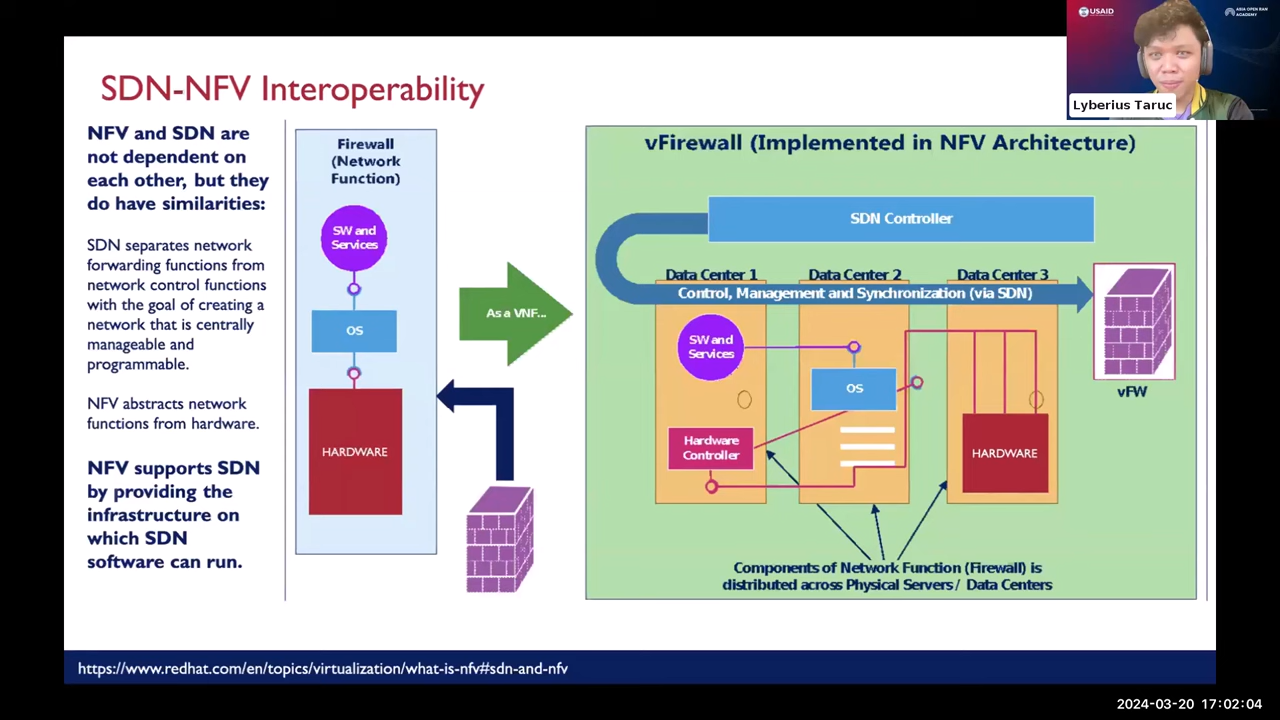 USAID
ASIA OPEN RAN
ACADEMY
Lyberius Taruc
SDN-NFV Interoperability
NFV and SDN are
not dependent on
each other, but they
do have similarities:
SDN separates network
forwarding functions from
network control functions
with the goal of creating a
network that is centrally
manageable and
programmable.
NFV abstracts network
functions from hardware.
NFV supports SDN
by providing the
infrastructure on
which SDN
software can run.
Firewall
(Network
Function)
SW and
Services
OS
HARDWARE
As a VNF...
vFirewall (Implemented in NFV Architecture)
SDN Controller
Data Center 1
Data Center 2
Data Center 3
Control, Management and Synchronization (via SDN)
SW and
Services
OS
Hardware
Controller
HARDWARE
vFW
Components of Network Function (Firewall) is
distributed across Physical Servers / Data Centers
https://www.redhat.com/en/topics/virtualization/what-is-nfv#sdn-and-nfv
2024-03-20 17:02:04